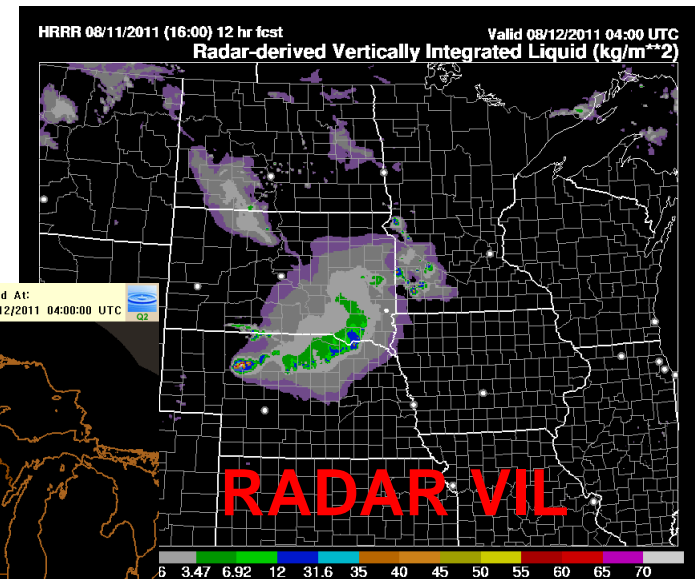 HRRR 08/11/2011 (16:00) 12 hr fcst
Valid 08/12/2011 04:00 UTC
Radar-derived Vertically Integrated Liquid (kg/m**2)
d At:
12/2011 04:00:00 UTC
Q2
RADAR VIL
6 3.47 6.92 12 31.6 35 40 45 50 55 60 65 70